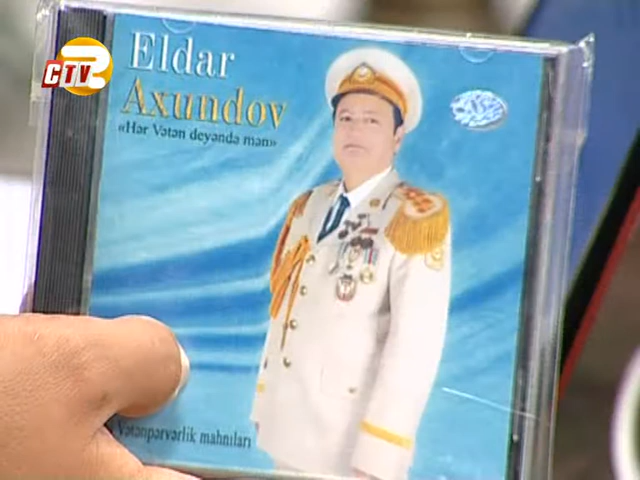 CTV
Eldar
Axundov
«Hər Vətən deyəndə mən»
Vətənpərvərlik mahnıları